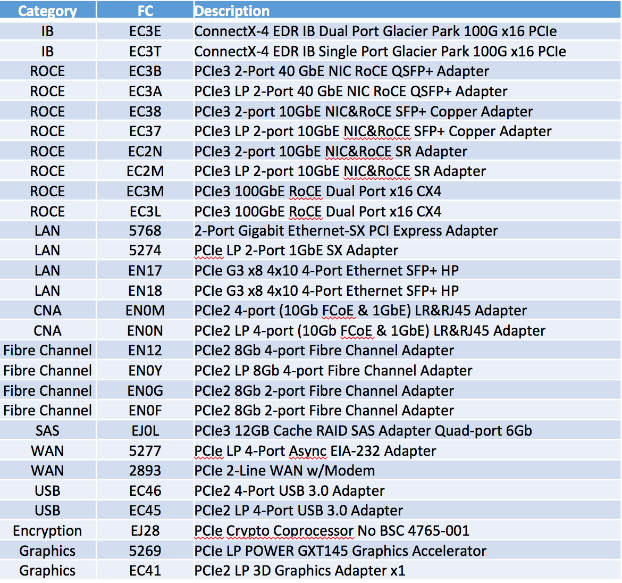 Category FC Description
IB EC3E ConnectX-4 EDR IB Dual Port Glacier Park 100G x16 PCIe
IB EC3T ConnectX-4 EDR IB Single Port Glacier Park 100G x16 PCIe
ROCE EC3B PCIe3 2-Port 40 GbE NIC RoCE QSFP+ Adapter
ROCE EC3A PCIe3 LP 2-Port 40 GbE NIC RoCE QSFP+ Adapter
ROCE EC38 PCIe3 2-port 10GbE NIC&RoCE SFP+ Copper Adapter
ROCE EC37 PCIe3 LP 2-port 10GbE NIC&RoCE SFP+ Copper Adapter
ROCE EC2N PCIe3 2-port 10GbE NIC&RoCE SR Adapter
ROCE EC2M PCIe3 LP 2-port 10GbE NIC&RoCE SR Adapter
ROCE EC3M PCIe3 100GbE RoCE Dual Port x16 CX4
ROCE EC3L PCIe3 100GbE RoCE Dual Port x16 CX4
LAN 5768 2-Port Gigabit Ethernet-SX PCI Express Adapter
LAN 5274 PCIe LP 2-Port 1GbE SX Adapter
LAN EN17 PCIe G3 x8 4x10 4-Port Ethernet SFP+ HP
LAN EN18 PCIe G3 x8 4x10 4-Port Ethernet SFP+ HP
CNA EN0M PCIe2 4-port (10Gb FCoE & 1GbE) LR&RJ45 Adapter
CNA EN0N PCIe2 LP 4-port (10Gb FCoE & 1GbE) LR&RJ45 Adapter
Fibre Channel EN12 PCIe2 8Gb 4-port Fibre Channel Adapter
Fibre Channel EN0Y PCIe2 LP 8Gb 4-port Fibre Channel Adapter
Fibre Channel EN0G PCIe2 8Gb 2-port Fibre Channel Adapter
Fibre Channel EN0F PCIe2 8Gb 2-port Fibre Channel Adapter
SAS EJ0L PCIe3 12GB Cache RAID SAS Adapter Quad-port 6Gb
WAN 5277 PCIe LP 4-Port Async EIA-232 Adapter
WAN 2893 PCIe 2-Line WAN w/Modem
USB EC46 PCIe2 4-Port USB 3.0 Adapter
USB EC45 PCIe2 LP 4-Port USB 3.0 Adapter
Encryption EJ28 PCIe Crypto Coprocessor No BSC 4765-001
Graphics 5269 PCIe LP POWER GXT145 Graphics Accelerator
Graphics EC41 PCIe2 LP 3D Graphics Adapter x1